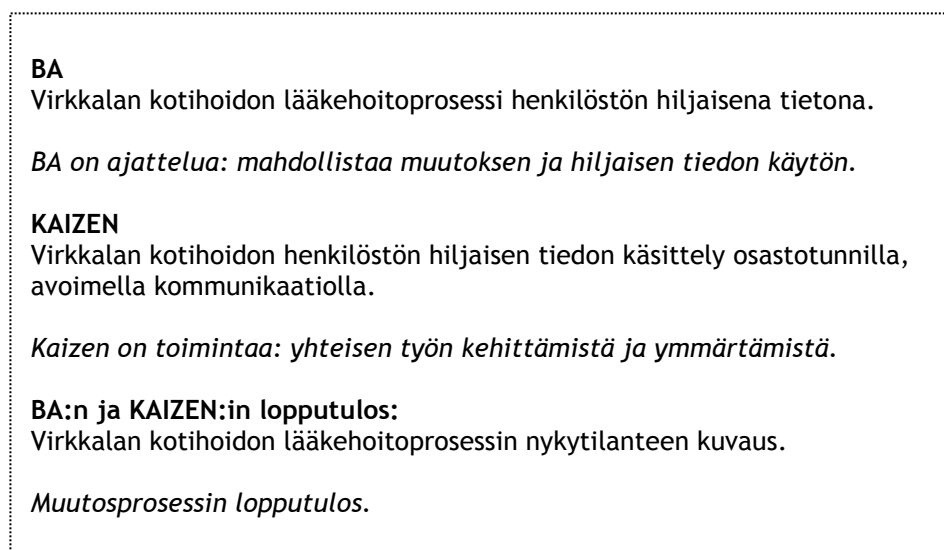 BA
Virkkalan kotihoidon lääkehoitoprosessi henkilöstön hiljaisena tietona.
BA on ajattelua: mahdollistaa muutoksen ja hiljaisen tiedon käytön.
KAIZEN
Virkkalan kotihoidon henkilöstön hiljaisen tiedon käsittely osastotunnilla,
avoimella kommunikaatiolla.
Kaizen on toimintaa: yhteisen työn kehittämistä ja ymmärtämistä.
BA:n ja KAIZEN:in lopputulos:
Virkkalan kotihoidon lääkehoitoprosessin nykytilanteen kuvaus.
Muutosprosessin lopputulos.